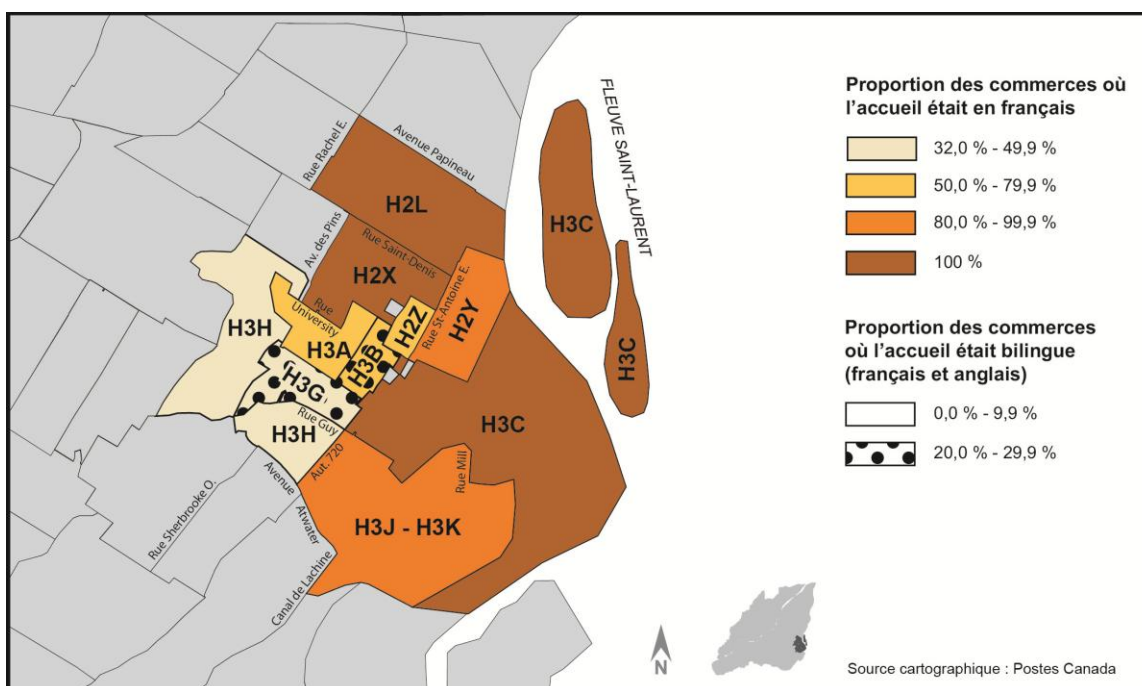 Rue Rachel E.
Avenue Papineau
FLEUVE SAINT-LAURENT
H2L
H3C
Av. des Pins
Rue Saint-Denis
H2X
Rue St-Antoine E.
H3H
Rue
University
H3A
H3B
H2Z
H2Y
H3C
H3G
H3C
Rue Guy
H3H
Aut. 720
Rue Mill
Avenue
Atwater
Rue Sherbrooke O.
H3J - H3K
Canal de Lachine
Proportion des commerces où
l'accueil était en français
32,0 % - 49,9 %
50,0 % - 79,9 %
80,0 % - 99,9 %
100 %
Proportion des commerces
où l'accueil était bilingue
(français et anglais)
0,0 % - 9,9 %
20,0 % - 29,9 %
N
Source cartographique : Postes Canada